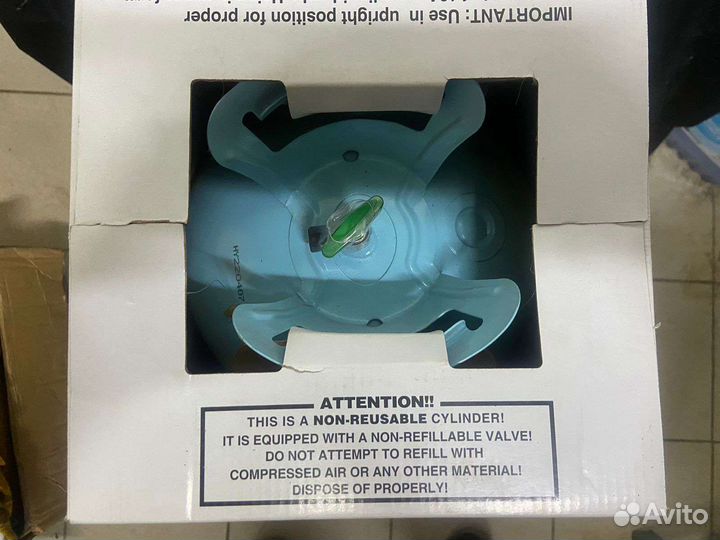 IMPORTANT: Use in upright position for proper
HY220407
ATTENTION!!
THIS IS A NON-REUSABLE CYLINDER!
IT IS EQUIPPED WITH A NON-REFILLABLE VALVE!
DO NOT ATTEMPT TO REFILL WITH
COMPRESSED AIR OR ANY OTHER MATERIAL!
DISPOSE OF PROPERLY!
Avito